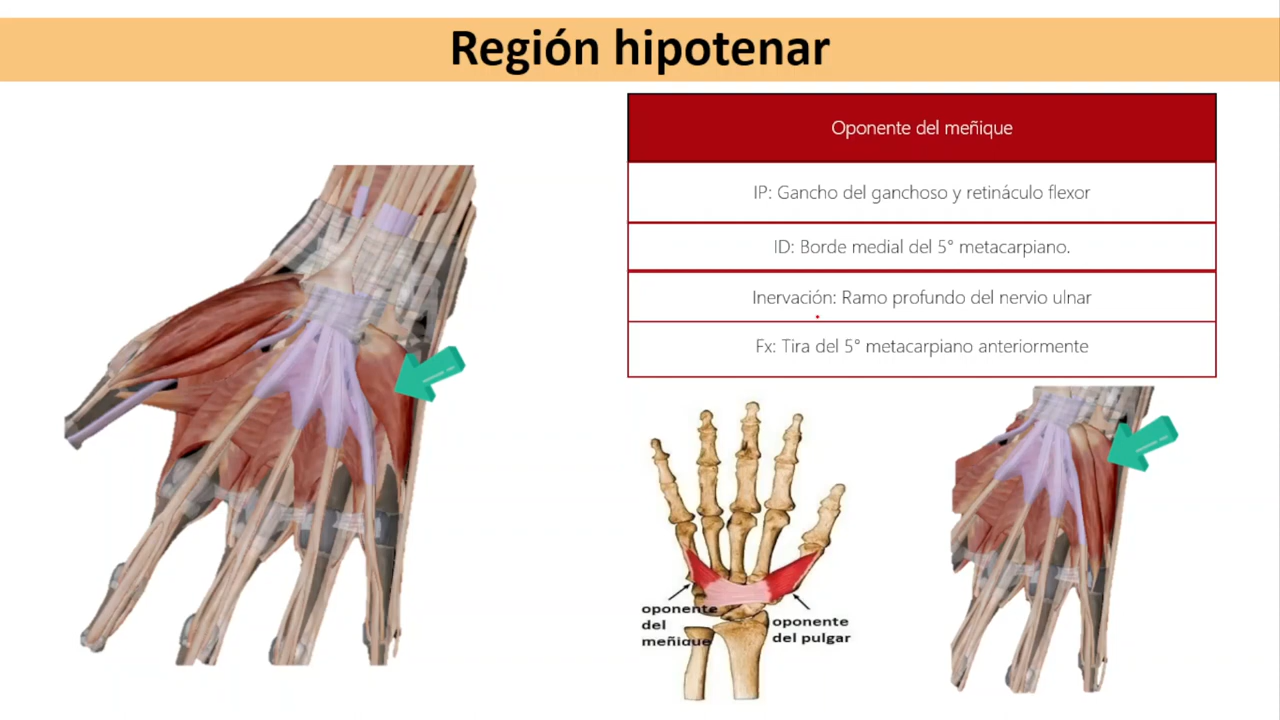 Región hipotenar
Oponente del meñique
IP: Gancho del ganchoso y retináculo flexor
ID: Borde medial del 5° metacarpiano.
Inervación: Ramo profundo del nervio ulnar
Fx: Tira del 5° metacarpiano anteriormente
oponente
del
meñique
oponente
del pulgar